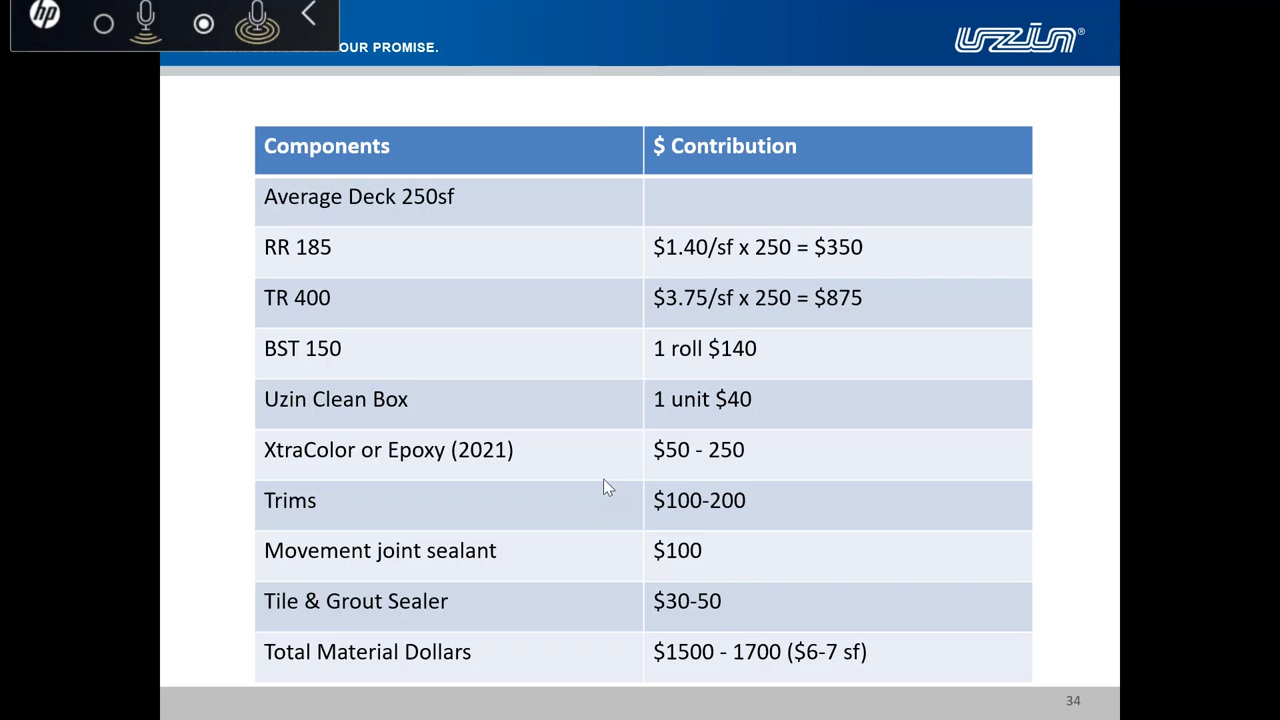 hp
OUR PROMISE.
uzin®
Components $ Contribution
Average Deck 250sf
RR 185 $1.40/sf x 250 = $350
TR 400 $3.75/sf x 250 = $875
BST 150 1 roll $140
Uzin Clean Box 1 unit $40
XtraColor or Epoxy (2021) $50 - 250
Trims $100-200
Movement joint sealant $100
Tile & Grout Sealer $30-50
Total Material Dollars $1500 - 1700 ($6-7 sf)
34